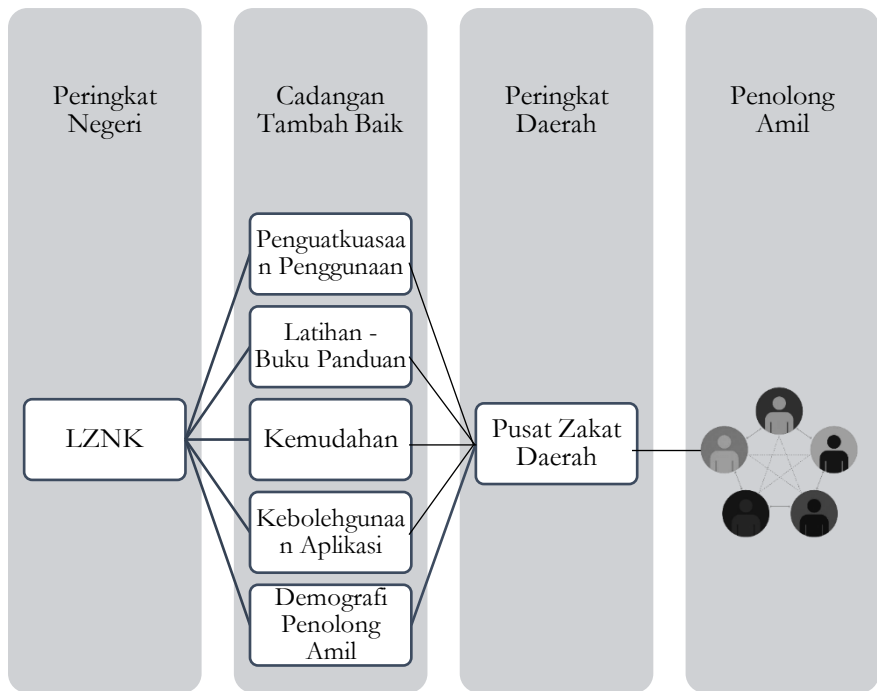 Peringkat
Negeri
Cadangan
Tambah Baik
Peringkat
Daerah
Penolong
Amil
Penguatkuasaa
n Penggunaan
Latihan -
Buku Panduan
LZNK
Kemudahan
Pusat Zakat
Daerah
Kebolehgunaa
n Aplikasi
Demografi
Penolong
Amil